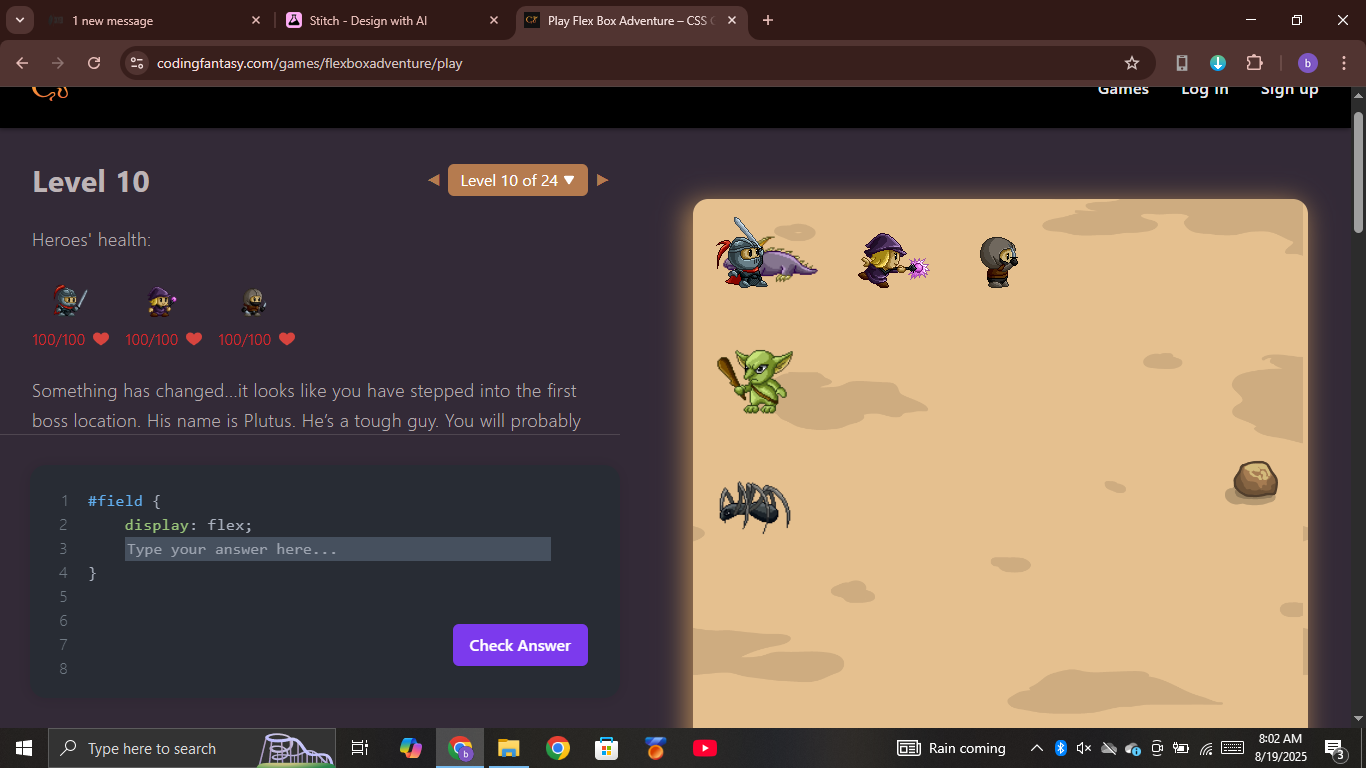 1 new message
Stitch - Design with AI
Play Flex Box Adventure – CSS
codingfantasy.com/games/flexboxadventure/play
b
Games
Log in
Sign up
Level 10
Level 10 of 24 ▼
Heroes' health:
100/100
100/100
100/100
Something has changed...it looks like you have stepped into the first
boss location. His name is Plutus. He's a tough guy. You will probably
1 #field {
2 display: flex;
3 Type your answer here...
4 }
5
6
7
8
Check Answer
Type here to search
b
Rain coming
8:02 AM
8/19/2025
3